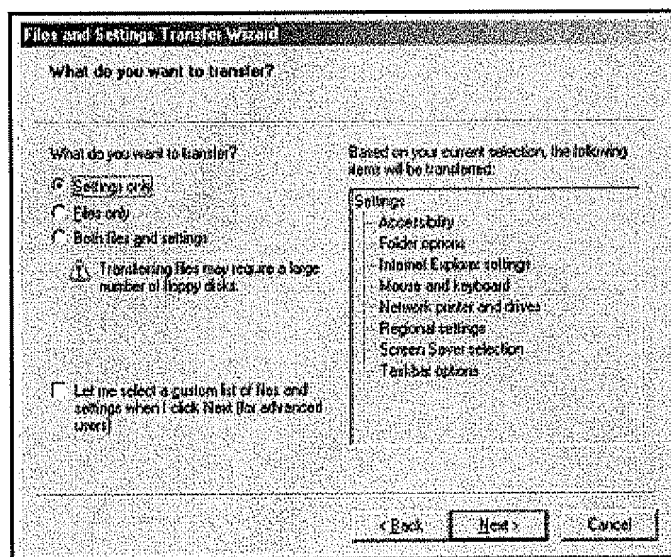 Files and Settings Transfer Wizard
What do you want to transfer?
What do you want to transfer?
Settings only
Files only
Both files and settings
Transferring files may require a large
number of floppy disks.
Let me select a custom list of files and
settings when I click Next (for advanced
users)
Based on your current selection, the following
items will be transferred:
Settings
Accessibility
Folder options
Internet Explorer settings
Mouse and keyboard
Network printer and drives
Regional settings
Screen Saver selection
Taskbar options
< Back
Next >
Cancel